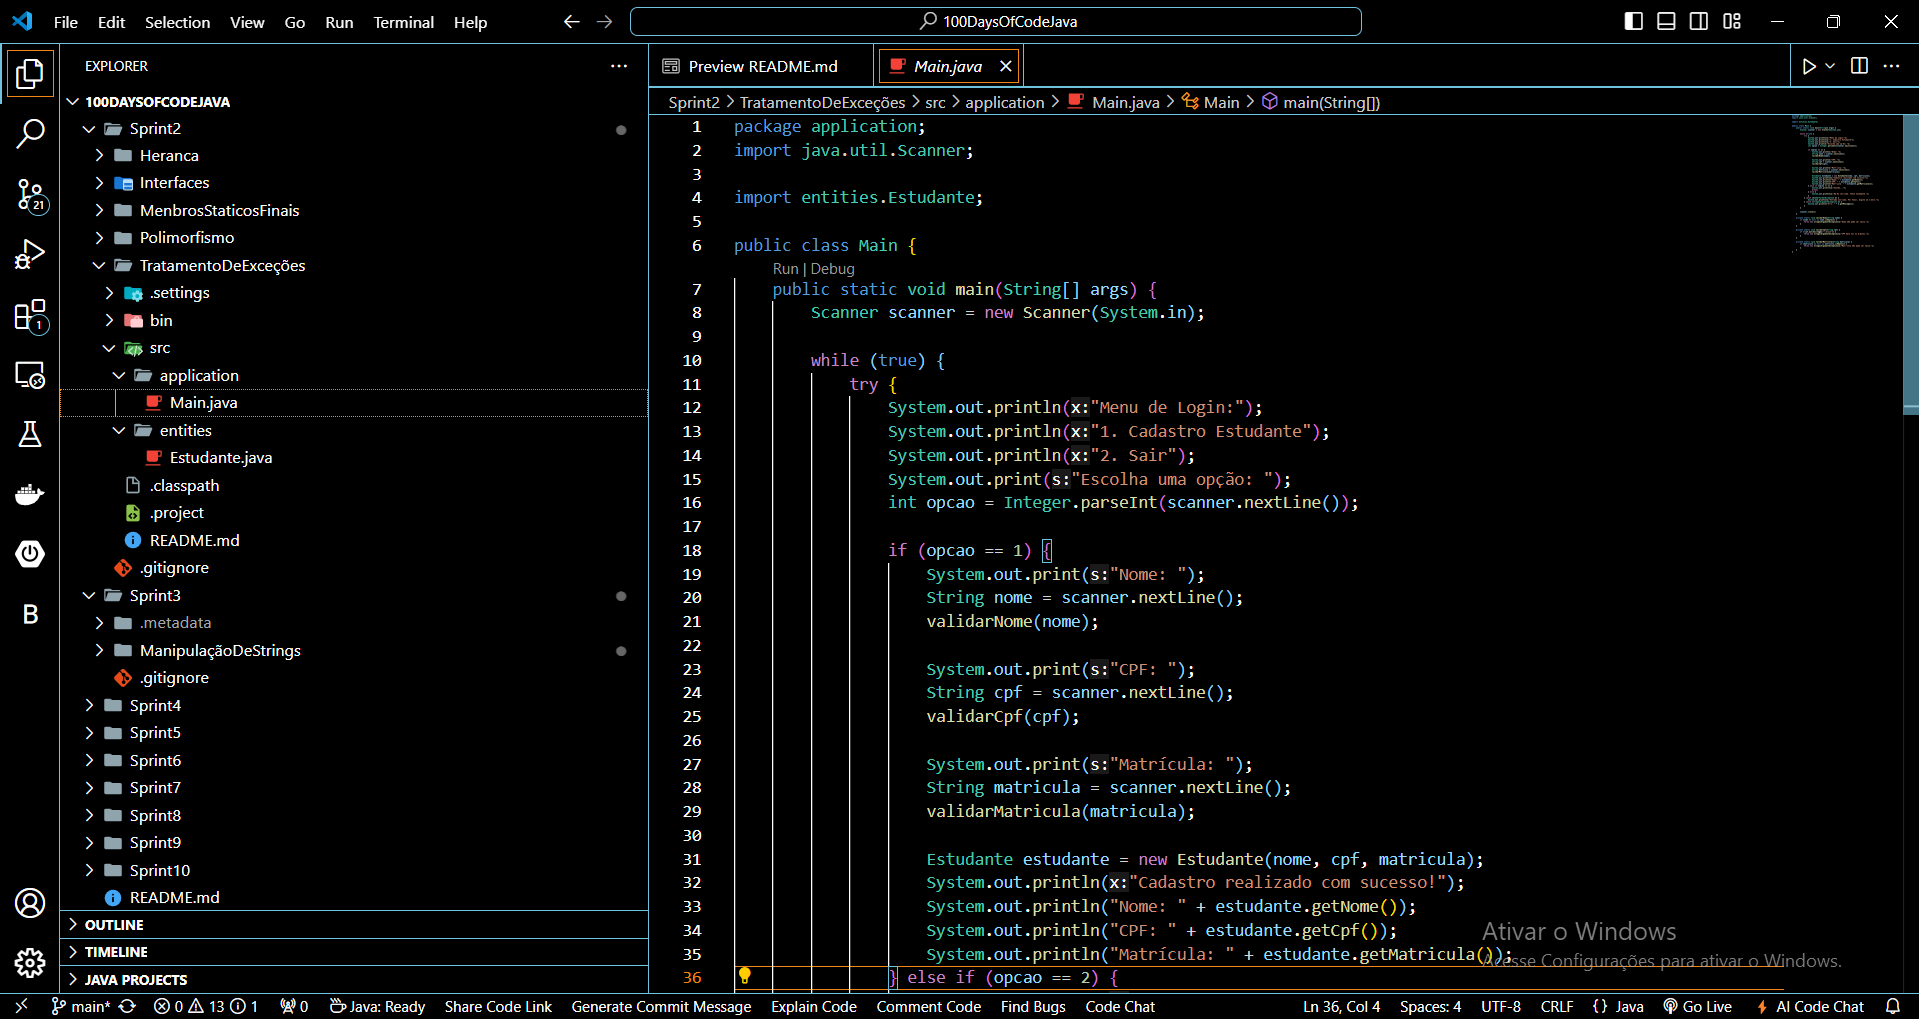 File Edit Selection View Go Run Terminal Help
100DaysOfCodeJava
EXPLORER
100DAYSOFCODEJAVA
Sprint2
Heranca
Interfaces
MenbrosStaticosFinais
Polimorfismo
TratamentoDeExceções
.settings
bin
src
application
Main.java
entities
Estudante.java
.classpath
.project
README.md
.gitignore
Sprint3
.metadata
ManipulaçãoDeStrings
.gitignore
Sprint4
Sprint5
Sprint6
Sprint7
Sprint8
Sprint9
Sprint10
README.md
OUTLINE
TIMELINE
JAVA PROJECTS
21
1
B
Preview README.md Main.java
Sprint2 > TratamentoDeExceções > src > application > Main.java > Main > main(String[])
1 package application;
2 import java.util.Scanner;
3
4 import entities.Estudante;
5
6 public class Main {
Run | Debug
7 public static void main(String[] args) {
8 Scanner scanner = new Scanner(System.in);
9
10 while (true) {
11 try {
12 System.out.println(x:"Menu de Login:");
13 System.out.println(x:"1. Cadastro Estudante");
14 System.out.println(x:"2. Sair");
15 System.out.print(s:"Escolha uma opção: ");
16 int opcao = Integer.parseInt(scanner.nextLine());
17
18 if (opcao == 1) {
19 System.out.print(s:"Nome: ");
20 String nome = scanner.nextLine();
21 validarNome(nome);
22
23 System.out.print(s:"CPF: ");
24 String cpf = scanner.nextLine();
25 validarCpf(cpf);
26
27 System.out.print(s:"Matrícula: ");
28 String matricula = scanner.nextLine();
29 validarMatricula(matricula);
30
31 Estudante estudante = new Estudante(nome, cpf, matricula);
32 System.out.println(x:"Cadastro realizado com sucesso!");
33 System.out.println("Nome: " + estudante.getNome());
34 System.out.println("CPF: " + estudante.getCpf());
35 System.out.println("Matrícula: " + estudante.getMatricula());
36 } else if (opcao == 2) {
Ativar o Windows
Acesse Configurações para ativar o Windows.
main* 0 13 1 0 Java: Ready Share Code Link Generate Commit Message Explain Code Comment Code Find Bugs Code Chat Ln 36, Col 4 Spaces: 4 UTF-8 CRLF {} Java Go Live AI Code Chat